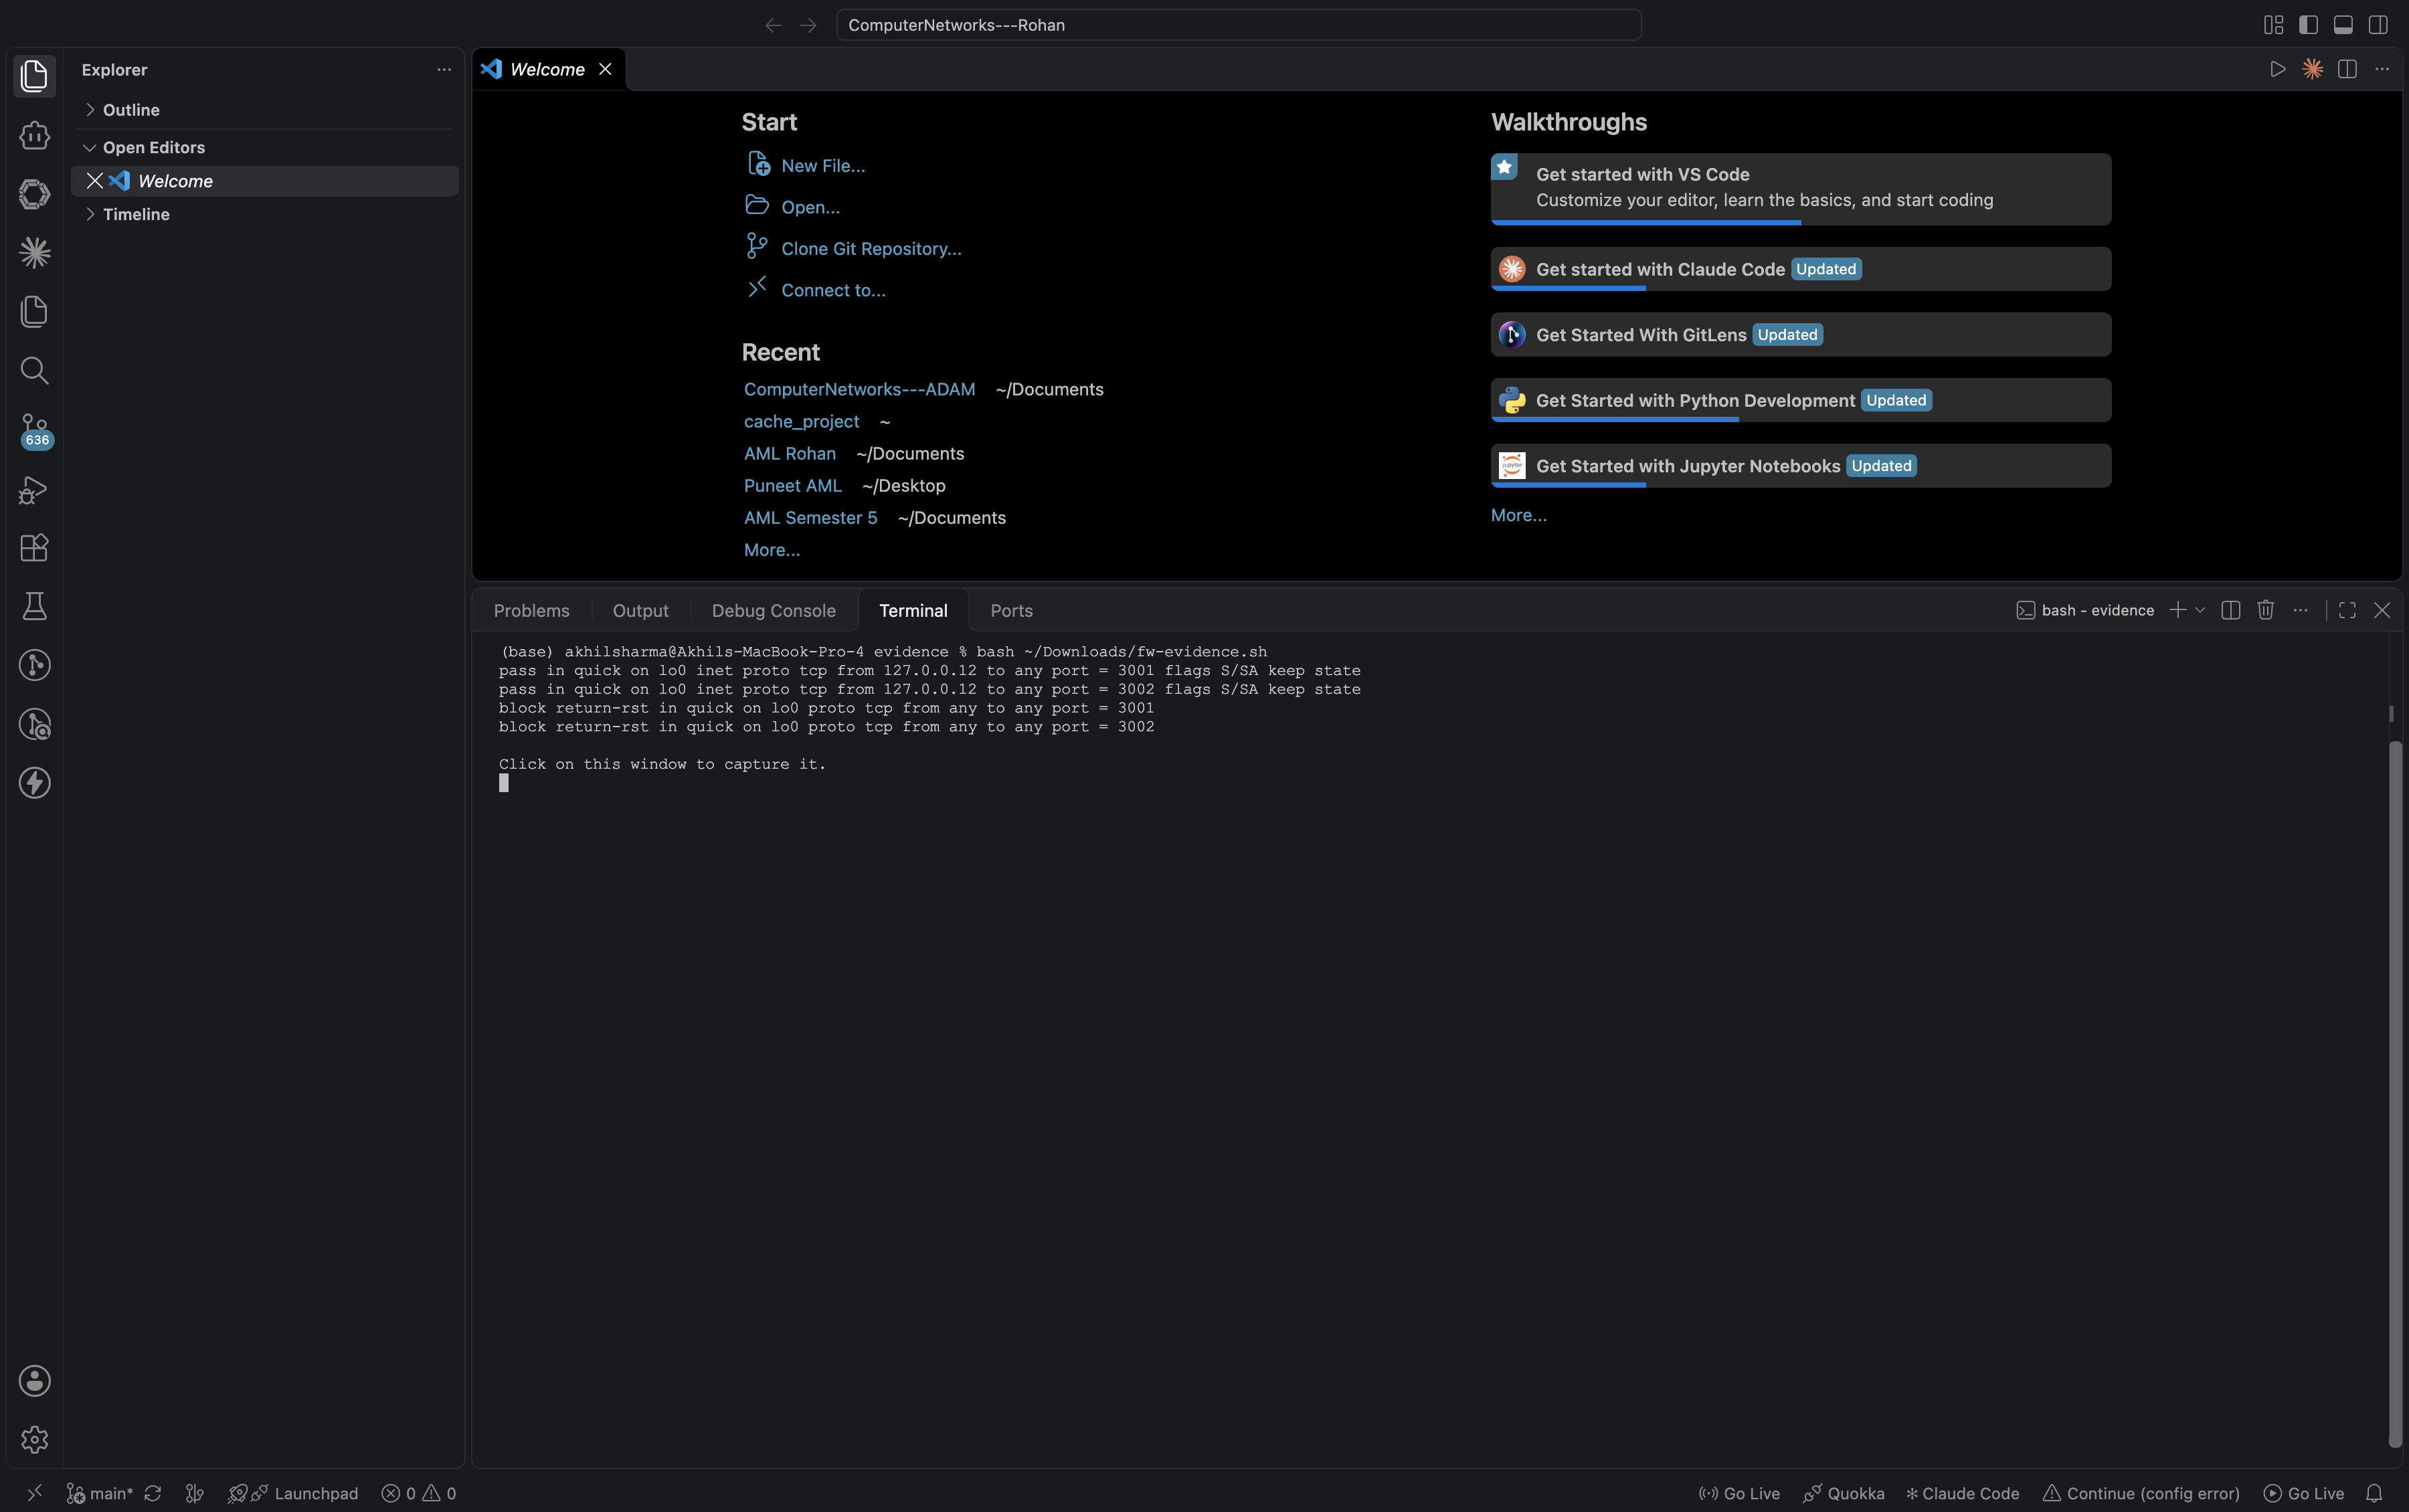 ComputerNetworks---Rohan
Explorer
Outline
Open Editors
Welcome
Timeline
636
Welcome
Start
New File...
Open...
Clone Git Repository...
Connect to...
Recent
ComputerNetworks---ADAM ~/Documents
cache_project ~
AML Rohan ~/Documents
Puneet AML ~/Desktop
AML Semester 5 ~/Documents
More...
Walkthroughs
Get started with VS Code
Customize your editor, learn the basics, and start coding
Get started with Claude Code Updated
Get Started With GitLens Updated
Get Started with Python Development Updated
jupyter
Get Started with Jupyter Notebooks Updated
More...
Problems Output Debug Console Terminal Ports
bash - evidence
(base) akhilsharma@Akhils-MacBook-Pro-4 evidence % bash ~/Downloads/fw-evidence.sh
pass in quick on lo0 inet proto tcp from 127.0.0.12 to any port = 3001 flags S/SA keep state
pass in quick on lo0 inet proto tcp from 127.0.0.12 to any port = 3002 flags S/SA keep state
block return-rst in quick on lo0 proto tcp from any to any port = 3001
block return-rst in quick on lo0 proto tcp from any to any port = 3002
Click on this window to capture it.
main* Launchpad 0 0
Go Live Quokka Claude Code Continue (config error) Go Live